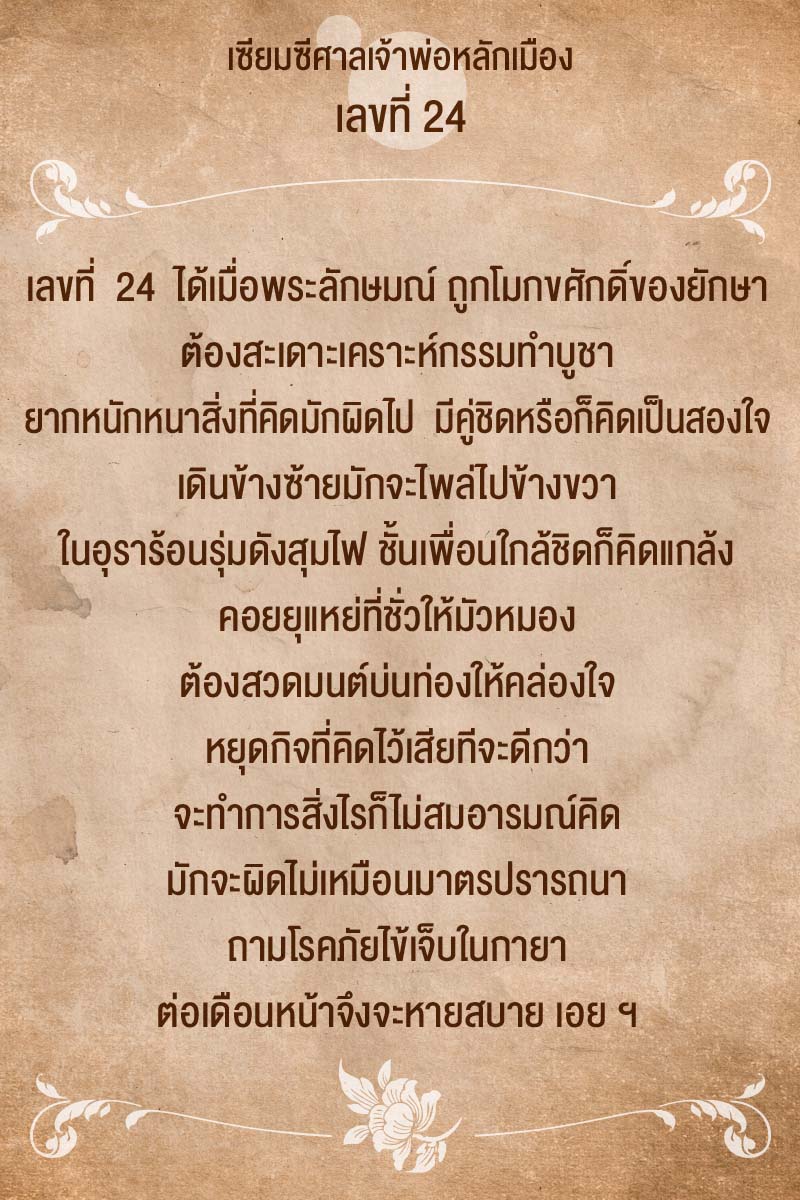 เซียมซีศาลเจ้าพ่อหลักเมือง
เลขที่ 24
เลขที่ 24 ได้เมื่อพระลักษมณ์ ถูกโมกขศักดิ์ของยักษา
ต้องสะเดาะเคราะห์กรรมทำบูชา
ยากหนักหนาสิ่งที่คิดมักผิดไป มีคู่ชิดหรือก็คิดเป็นสองใจ
เดินข้างซ้ายมักจะไพล่ไปข้างขวา
ในอุราร้อนรุ่มดังสุมไฟ ชั้นเพื่อนใกล้ชิดก็คิดแกล้ง
คอยยุแหย่ที่ชั่วให้มัวหมอง
ต้องสวดมนต์บ่นท่องให้คล่องใจ
หยุดกิจที่คิดไว้เสียทีจะดีกว่า
จะทำการสิ่งไรก็ไม่สมอารมณ์คิด
มักจะผิดไม่เหมือนมาตรปรารถนา
ถามโรคภัยไข้เจ็บในกายา
ต่อเดือนหน้าจึงจะหายสบาย เอย ฯ